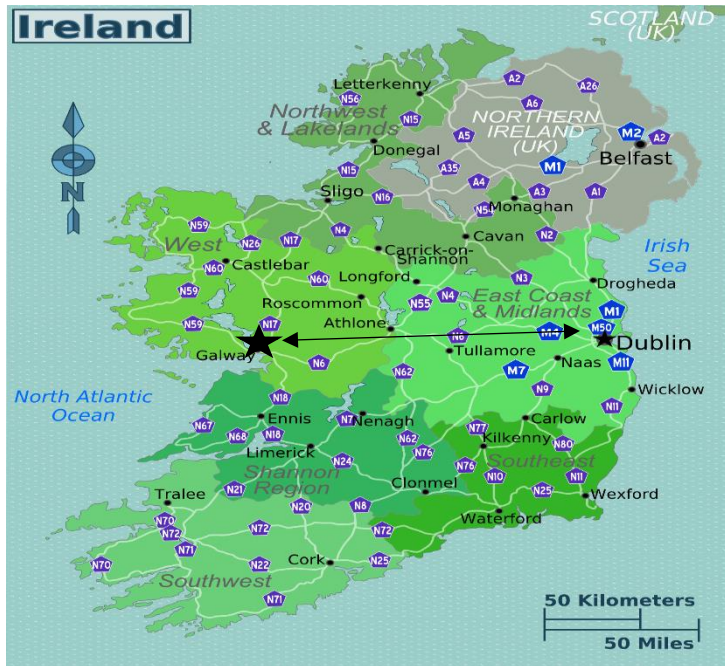 Ireland
SCOTLAND
(UK)
Letterkenny
N56
A2
A26
A6
Northwest
& Lakelands
N15
A5
NORTHERN
IRELAND
(UK)
M2
A2
Donegal
Belfast
M1
A35
N
N15
A4
A3
A1
Sligo
N16
N54
Monaghan
N59
N4
Cavan
N2
West
N26
N17
Carrick-on-
Shannon
Irish
Sea
Castlebar
N60
N60
Longford
N3
Drogheda
N59
Roscommon
N55
N4
East Coast
& Midlands
M1
N59
N17
Athlone
N6
M4
M50
Dublin
Galway
Tullamore
N6
N62
M7
Naas
M11
North Atlantic
Ocean
N18
N9
Wicklow
N67
Ennis
N7
Nenagh
N11
N68
N18
N62
N77
Carlow
Limerick
N76
Kilkenny
N80
Shannon
Region
N24
N76
Southeast
N21
Clonmel
N10
N25
N11
Tralee
N20
N8
Wexford
N70
N72
N72
N72
Waterford
N71
N70
N22
Cork
N25
Southwest
N71
50 Kilometers
50 Miles